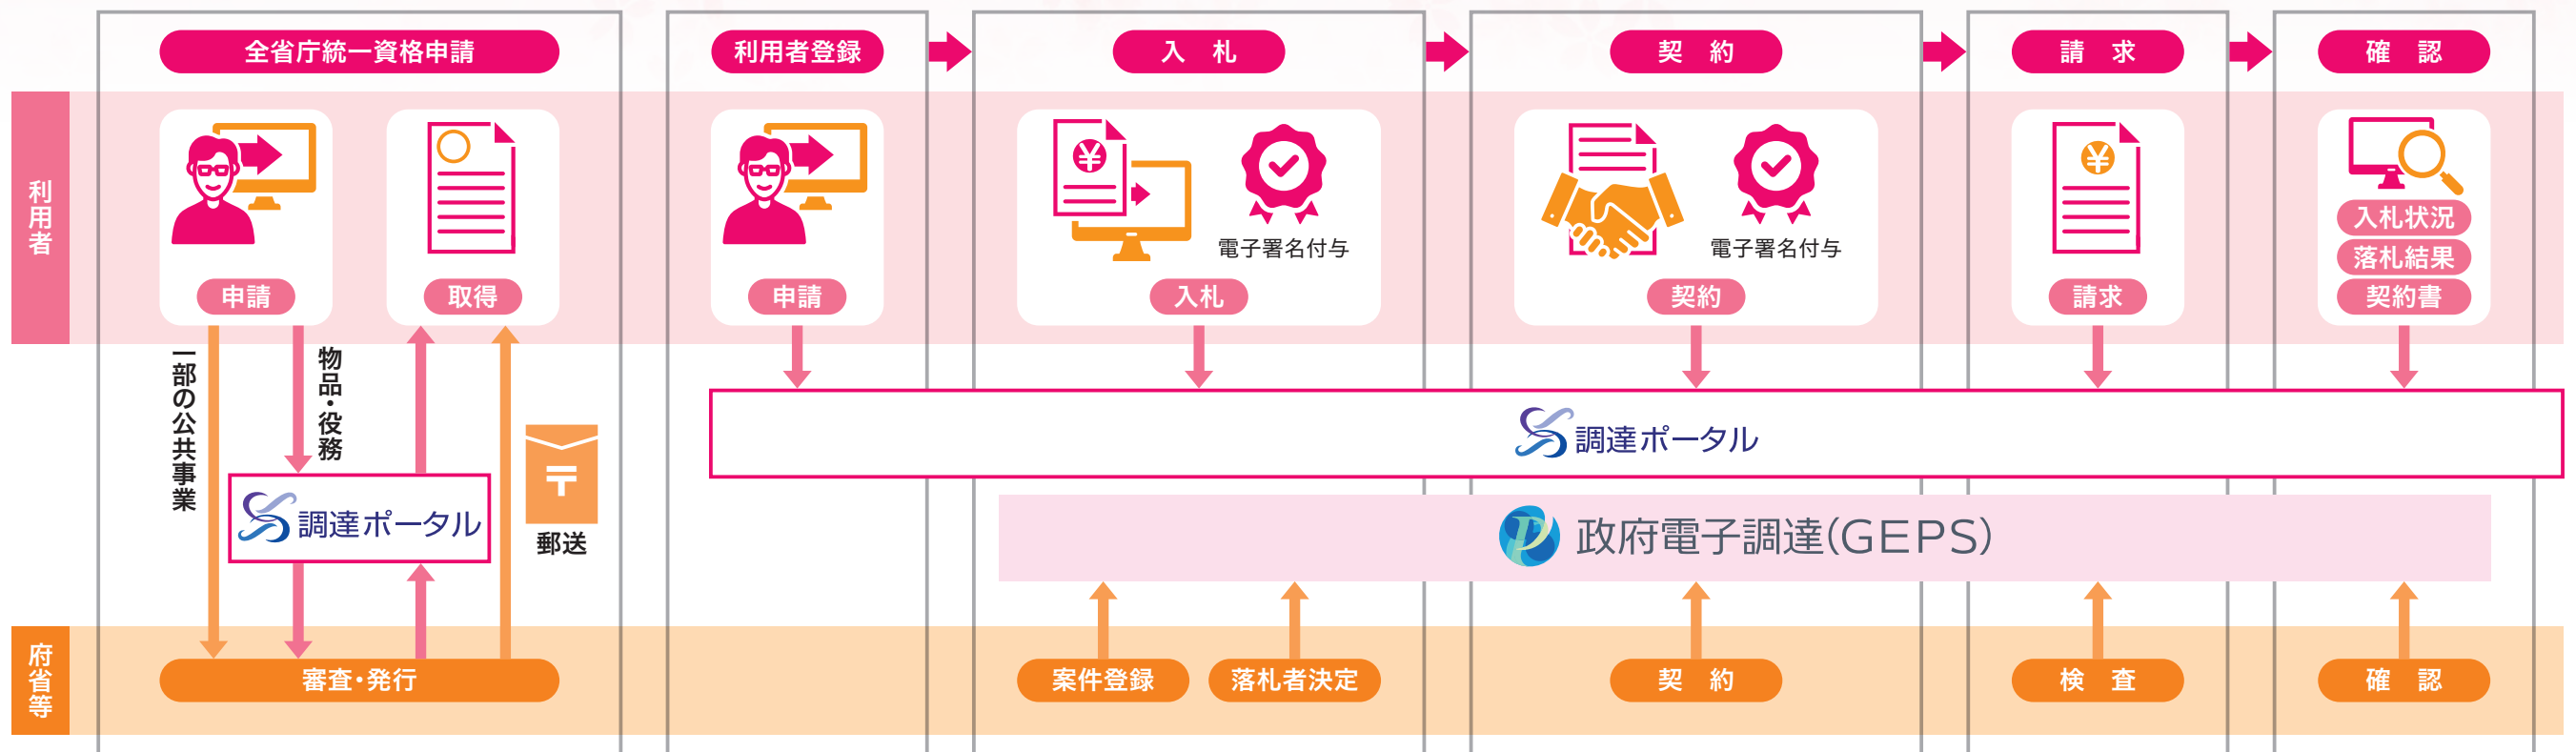 全省庁統一資格申請
利用者登録
入　札
契　約
請　求
確　認
利用者
申請
取得
申請
電子署名付与
入札
電子署名付与
契約
請求
入札状況
落札結果
契約書
一部の公共事業
物品・役務
調達ポータル
郵送
調達ポータル
政府電子調達(GEPS)
府省等
審査・発行
案件登録
落札者決定
契　約
検　査
確　認